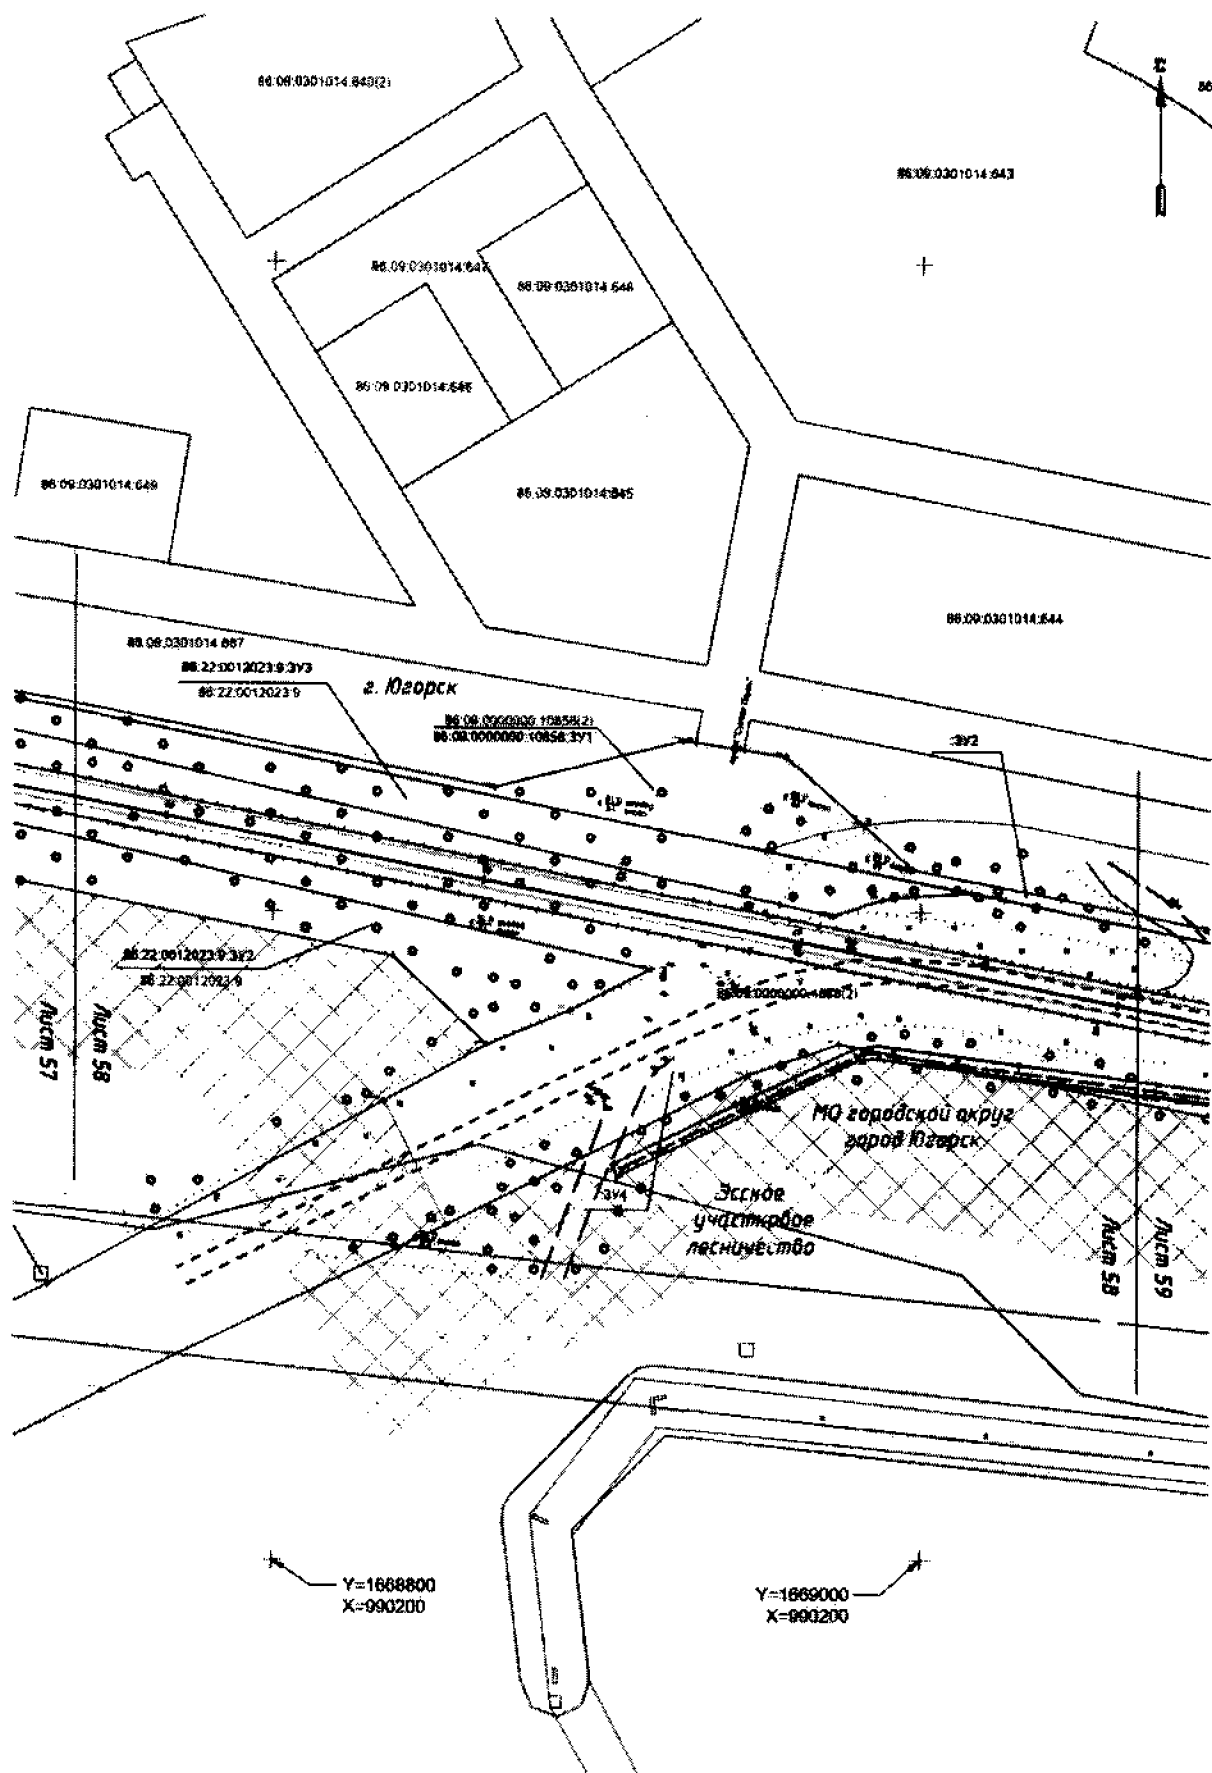 86:09:0301014:640(2)
86:09:0301014:643
86:09:0301014:647
86:09:0301014:648
86:09:0301014:646
86:09:0301014:649
86:09:0301014:645
86:09:0301014:644
86:09:0301014:667
86:22:0012023:9:ЗУ3
86:22:0012023:9
г. Югорск
86:09:0000000:10858(2)
86:09:0000000:10858:ЗУ1
:ЗУ2
86:22:0012023:9:ЗУ2
86:22:0012023:9
Лист 57
Лист 58
МО городской округ
город Югорск
:ЗУ4
Эсское
участковое
лесничество
Лист 58
Лист 59
Y=1668800
X=990200
Y=1669000
X=990200